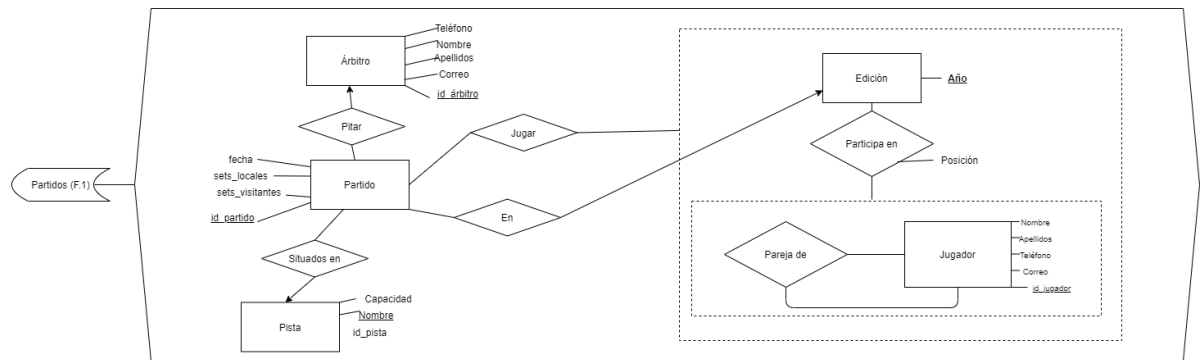 Teléfono
Nombre
Apellidos
Correo
id_árbitro
Árbitro
Pitar
Jugar
Edición
Año
Participa en
Posición
Partidos (F.1)
fecha
sets_locales
sets_visitantes
id_partido
Partido
En
Situados en
Pareja de
Jugador
Nombre
Apellidos
Teléfono
Correo
id_jugador
Capacidad
Nombre
id_pista
Pista